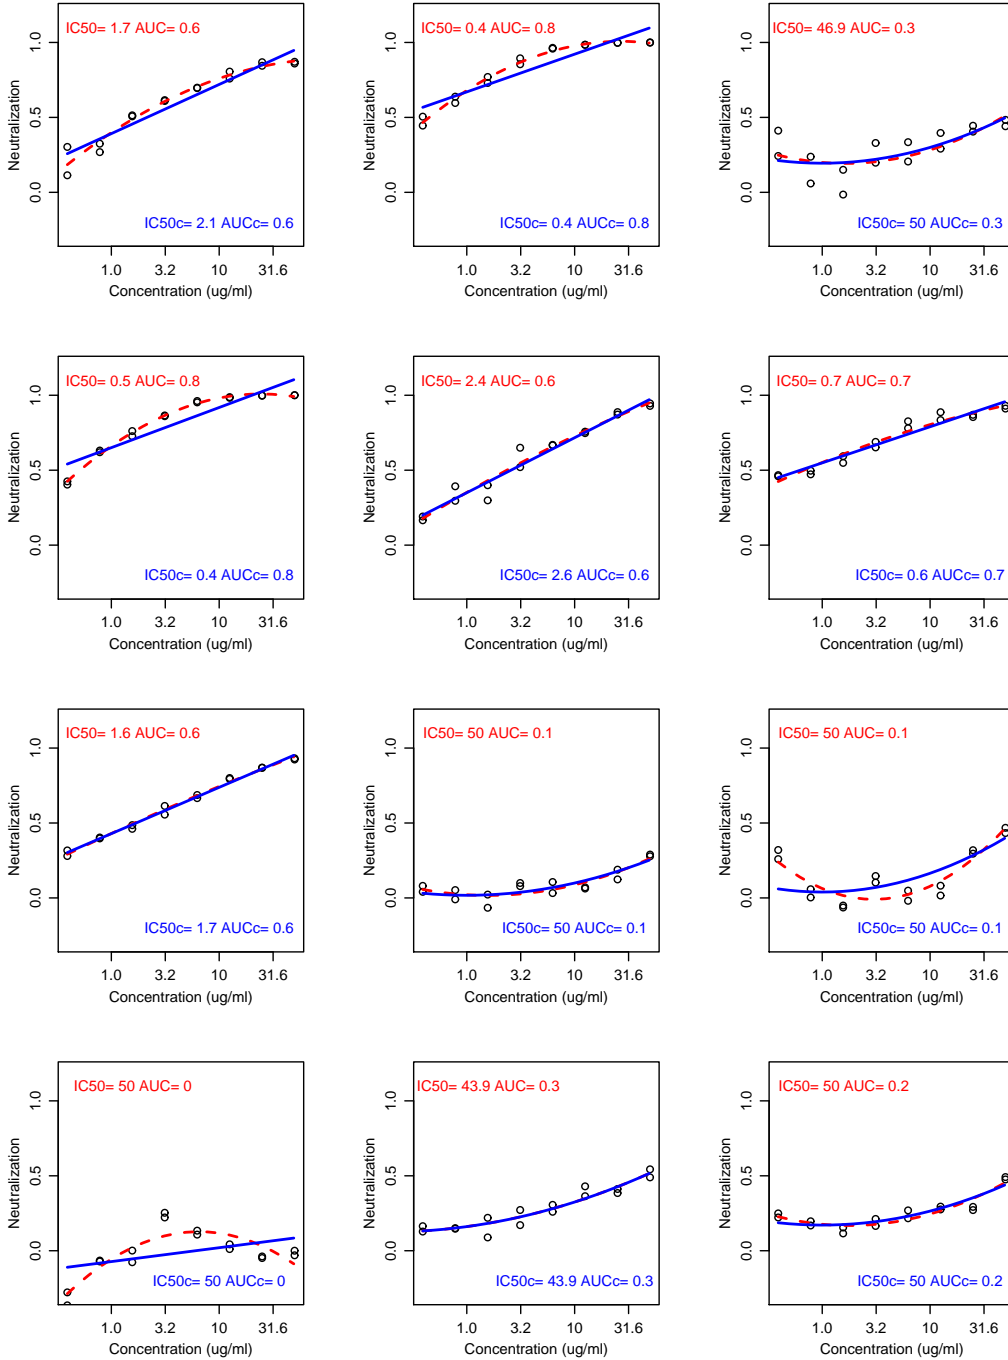 IC50= 1.7 AUC= 0.6
Neutralization
0.0
0.5
1.0
IC50c= 2.1 AUCc= 0.6
1.0 3.2 10 31.6
Concentration (ug/ml)
IC50= 0.4 AUC= 0.8
Neutralization
0.0
0.5
1.0
IC50c= 0.4 AUCc= 0.8
1.0 3.2 10 31.6
Concentration (ug/ml)
IC50= 46.9 AUC= 0.3
Neutralization
0.0
0.5
1.0
IC50c= 50 AUCc= 0.3
1.0 3.2 10 31.6
Concentration (ug/ml)
IC50= 0.5 AUC= 0.8
Neutralization
0.0
0.5
1.0
IC50c= 0.4 AUCc= 0.8
1.0 3.2 10 31.6
Concentration (ug/ml)
IC50= 2.4 AUC= 0.6
Neutralization
0.0
0.5
1.0
IC50c= 2.6 AUCc= 0.6
1.0 3.2 10 31.6
Concentration (ug/ml)
IC50= 0.7 AUC= 0.7
Neutralization
0.0
0.5
1.0
IC50c= 0.6 AUCc= 0.7
1.0 3.2 10 31.6
Concentration (ug/ml)
IC50= 1.6 AUC= 0.6
Neutralization
0.0
0.5
1.0
IC50c= 1.7 AUCc= 0.6
1.0 3.2 10 31.6
Concentration (ug/ml)
IC50= 50 AUC= 0.1
Neutralization
0.0
0.5
1.0
IC50c= 50 AUCc= 0.1
1.0 3.2 10 31.6
Concentration (ug/ml)
IC50= 50 AUC= 0.1
Neutralization
0.0
0.5
1.0
IC50c= 50 AUCc= 0.1
1.0 3.2 10 31.6
Concentration (ug/ml)
IC50= 50 AUC= 0
Neutralization
0.0
0.5
1.0
IC50c= 50 AUCc= 0
1.0 3.2 10 31.6
Concentration (ug/ml)
IC50= 43.9 AUC= 0.3
Neutralization
0.0
0.5
1.0
IC50c= 43.9 AUCc= 0.3
1.0 3.2 10 31.6
Concentration (ug/ml)
IC50= 50 AUC= 0.2
Neutralization
0.0
0.5
1.0
IC50c= 50 AUCc= 0.2
1.0 3.2 10 31.6
Concentration (ug/ml)